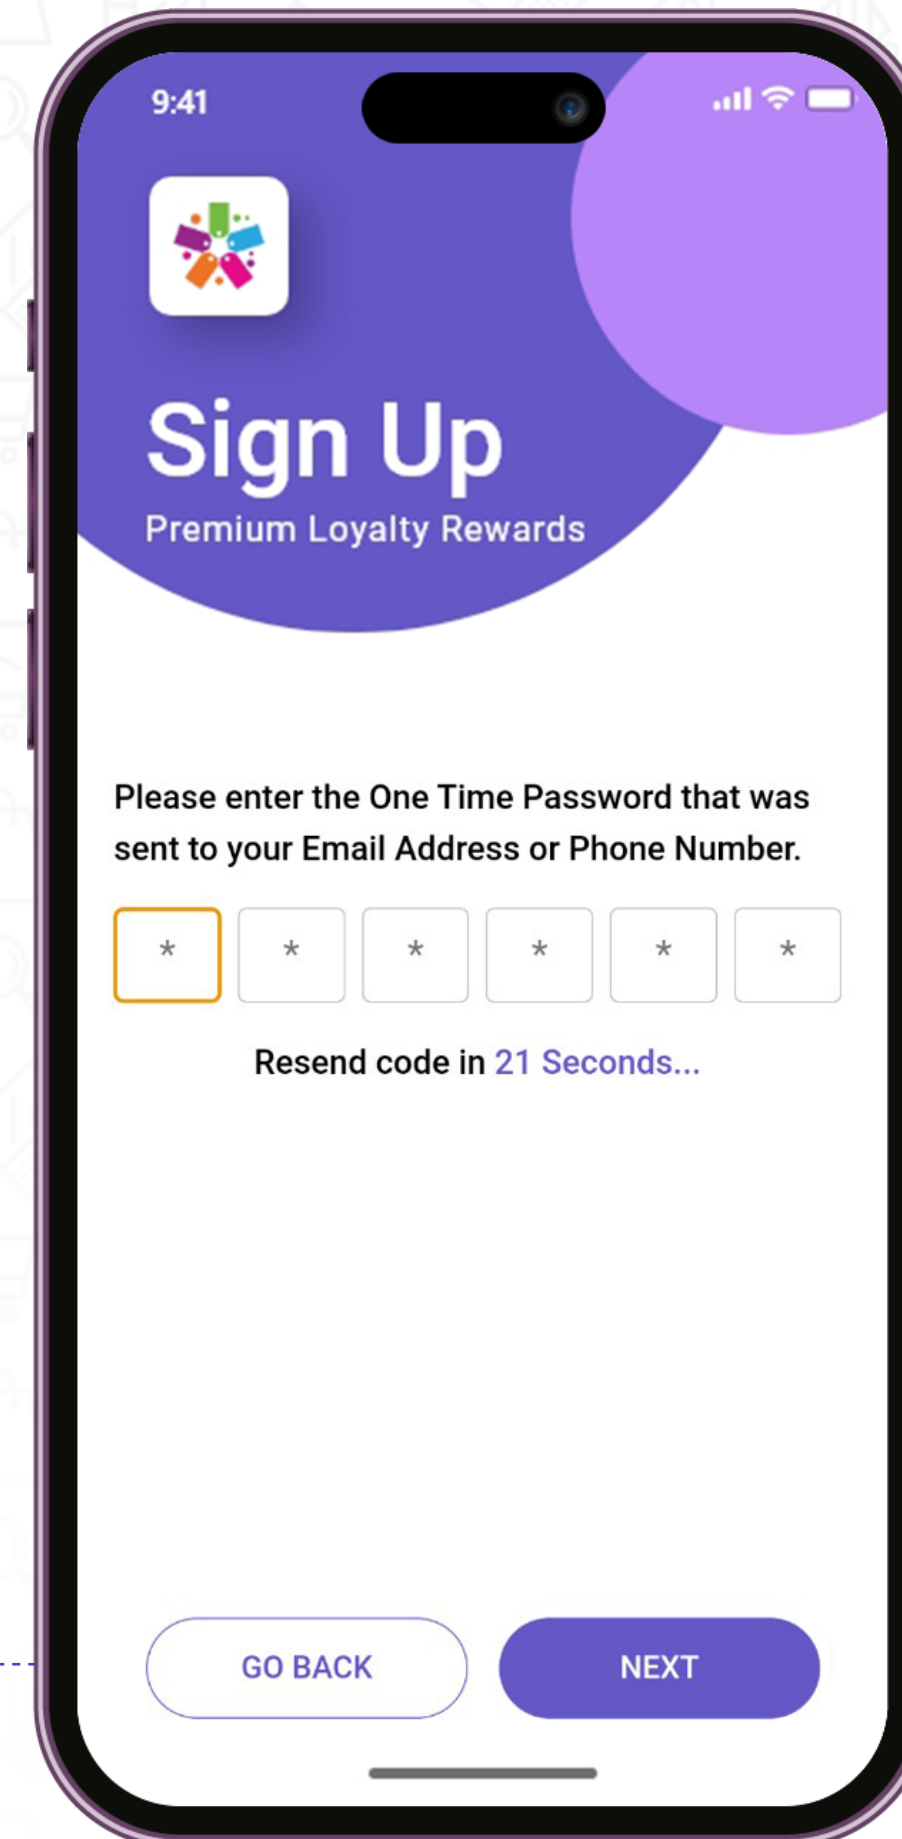 9:41
Sign Up
Premium Loyalty Rewards
Please enter the One Time Password that was
sent to your Email Address or Phone Number.
* * * * * *
Resend code in 21 Seconds...
GO BACK NEXT